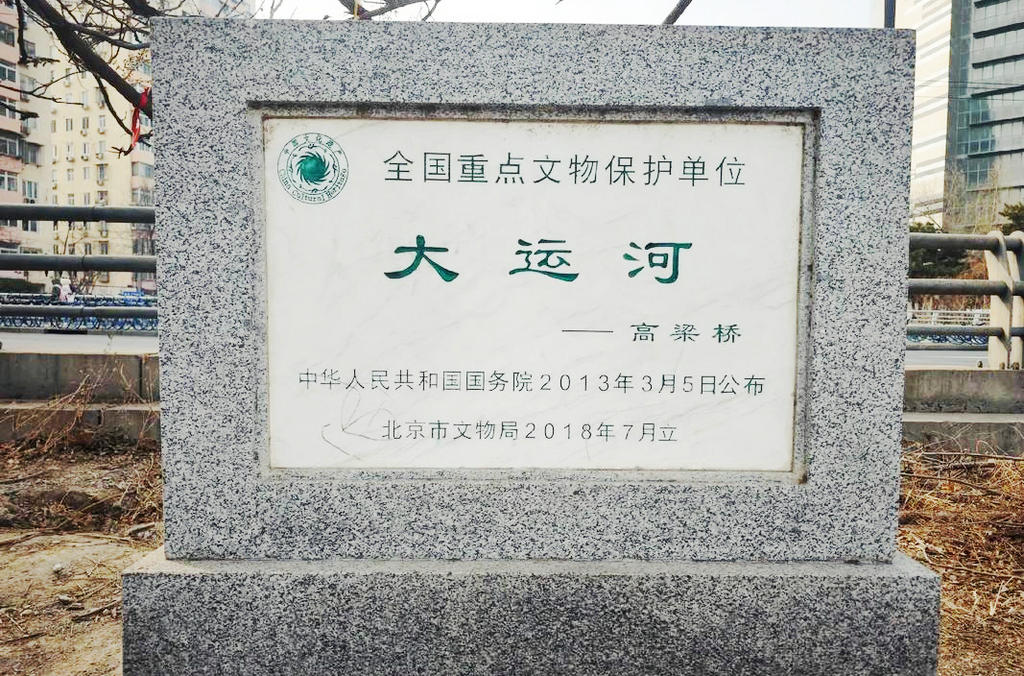 全国重点文物保护单位
大运河
——高梁桥
中华人民共和国国务院2013年3月5日公布
北京市文物局2018年7月立